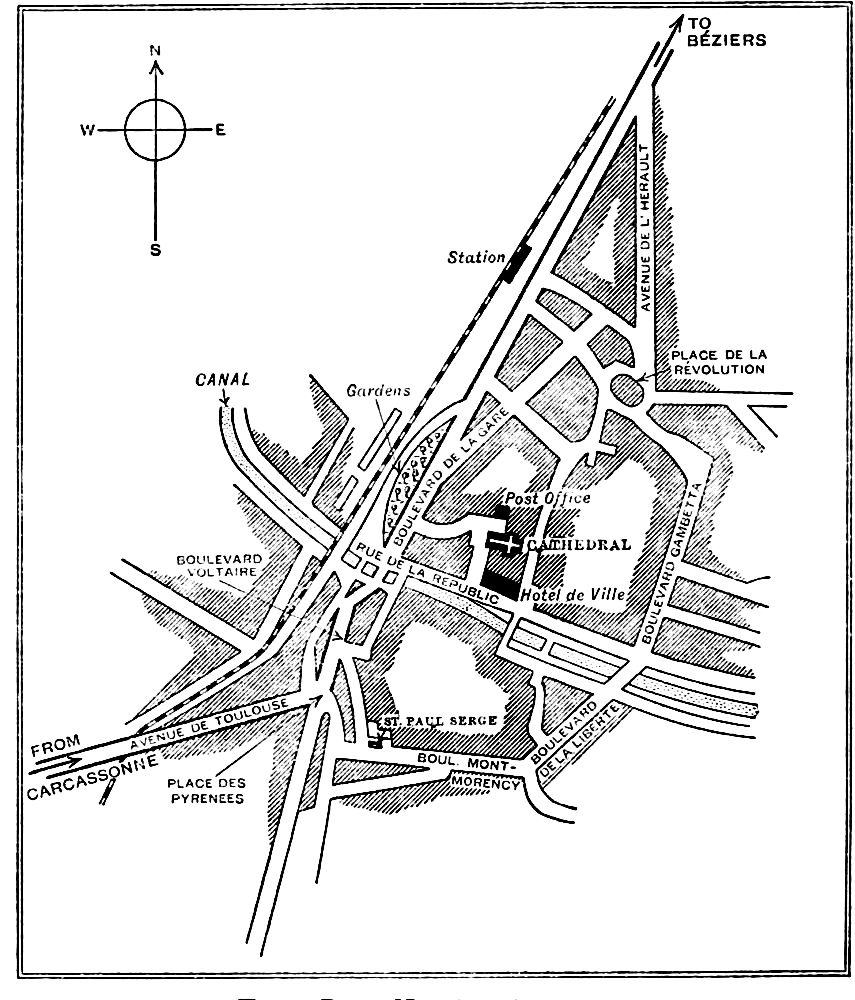 TO
BÉZIERS
N
W
E
S
AVENUE DE L'HERAULT
Station
PLACE DE LA
RÉVOLUTION
CANAL
Gardens
BOULEVARD DE LA GARE
Post Office
CATHEDRAL
BOULEVARD GAMBETTA
BOULEVARD
VOLTAIRE
RUE DE LA REPUBLIC
Hotel de Ville
ST. PAUL SERGE
AVENUE DE TOULOUSE
FROM
CARCASSONNE
BOULEVARD
DE LA LIBERTE
BOUL. MONT-
MORENCY
PLACE DES
PYRENEES